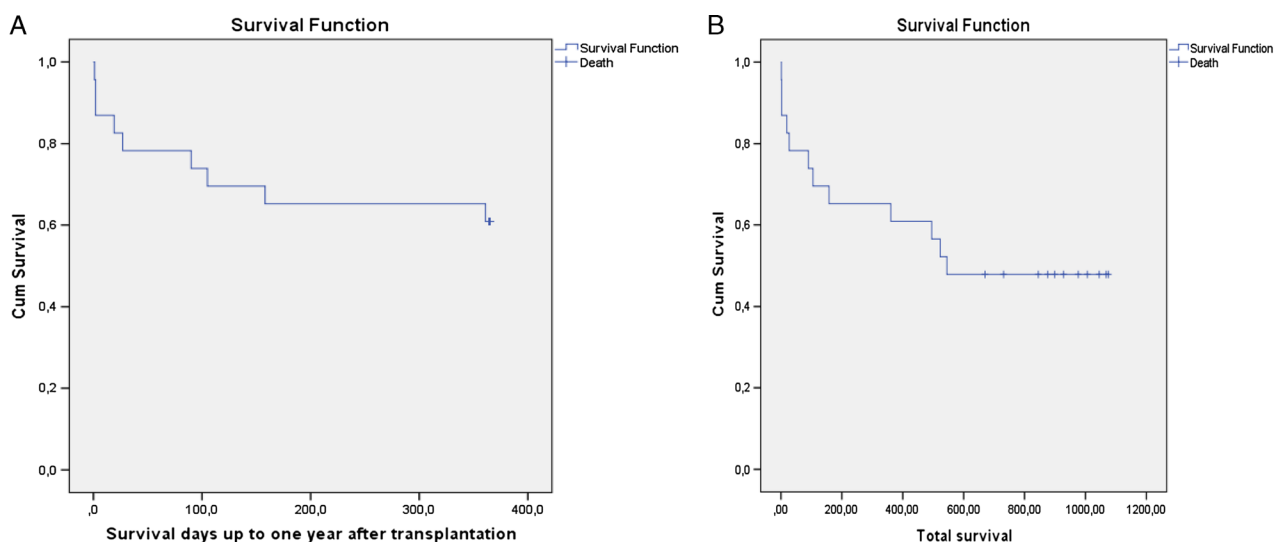 A
Survival Function
Survival Function
Death
1,0
0,8
0,6
0,4
0,2
0,0
Cum Survival
,0 100,0 200,0 300,0 400,0
Survival days up to one year after transplantation
B
Survival Function
Survival Function
Death
1,0
0,8
0,6
0,4
0,2
0,0
Cum Survival
,00 200,00 400,00 600,00 800,00 1000,00 1200,00
Total survival